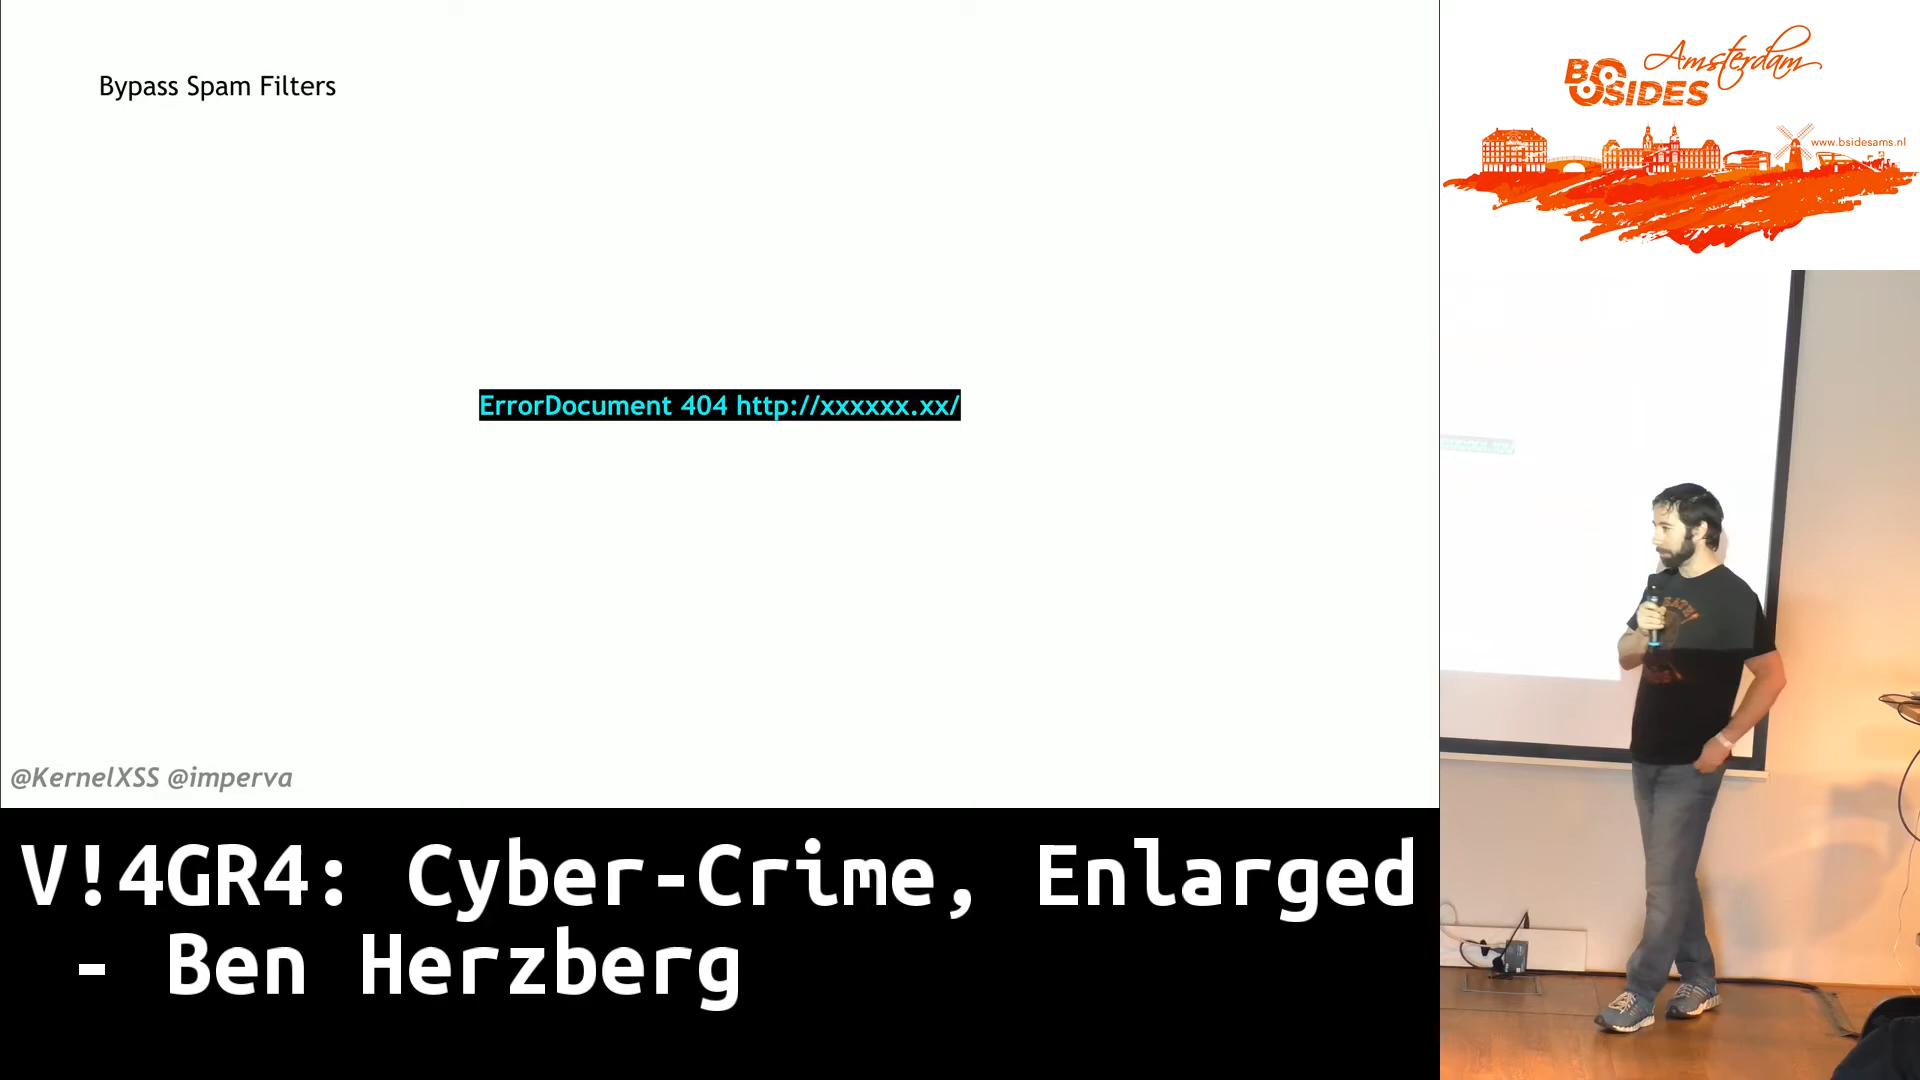 Bypass Spam Filters
ErrorDocument 404 http://xxxxxx.xx/
@KernelXSS @imperva
V!4GR4: Cyber-Crime, Enlarged
- Ben Herzberg
Amsterdam
BSIDES
www.bsidesams.nl